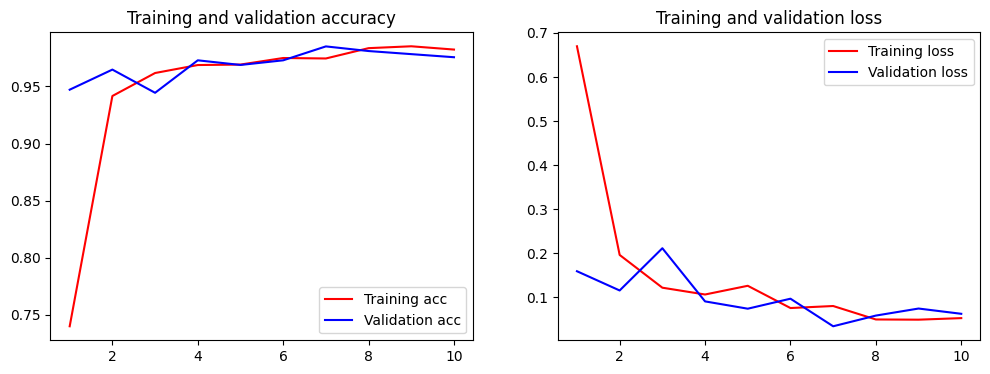 Training and validation accuracy
0.95
0.90
0.85
0.80
0.75
2 4 6 8 10
Training acc
Validation acc
Training and validation loss
0.7
0.6
0.5
0.4
0.3
0.2
0.1
2 4 6 8 10
Training loss
Validation loss